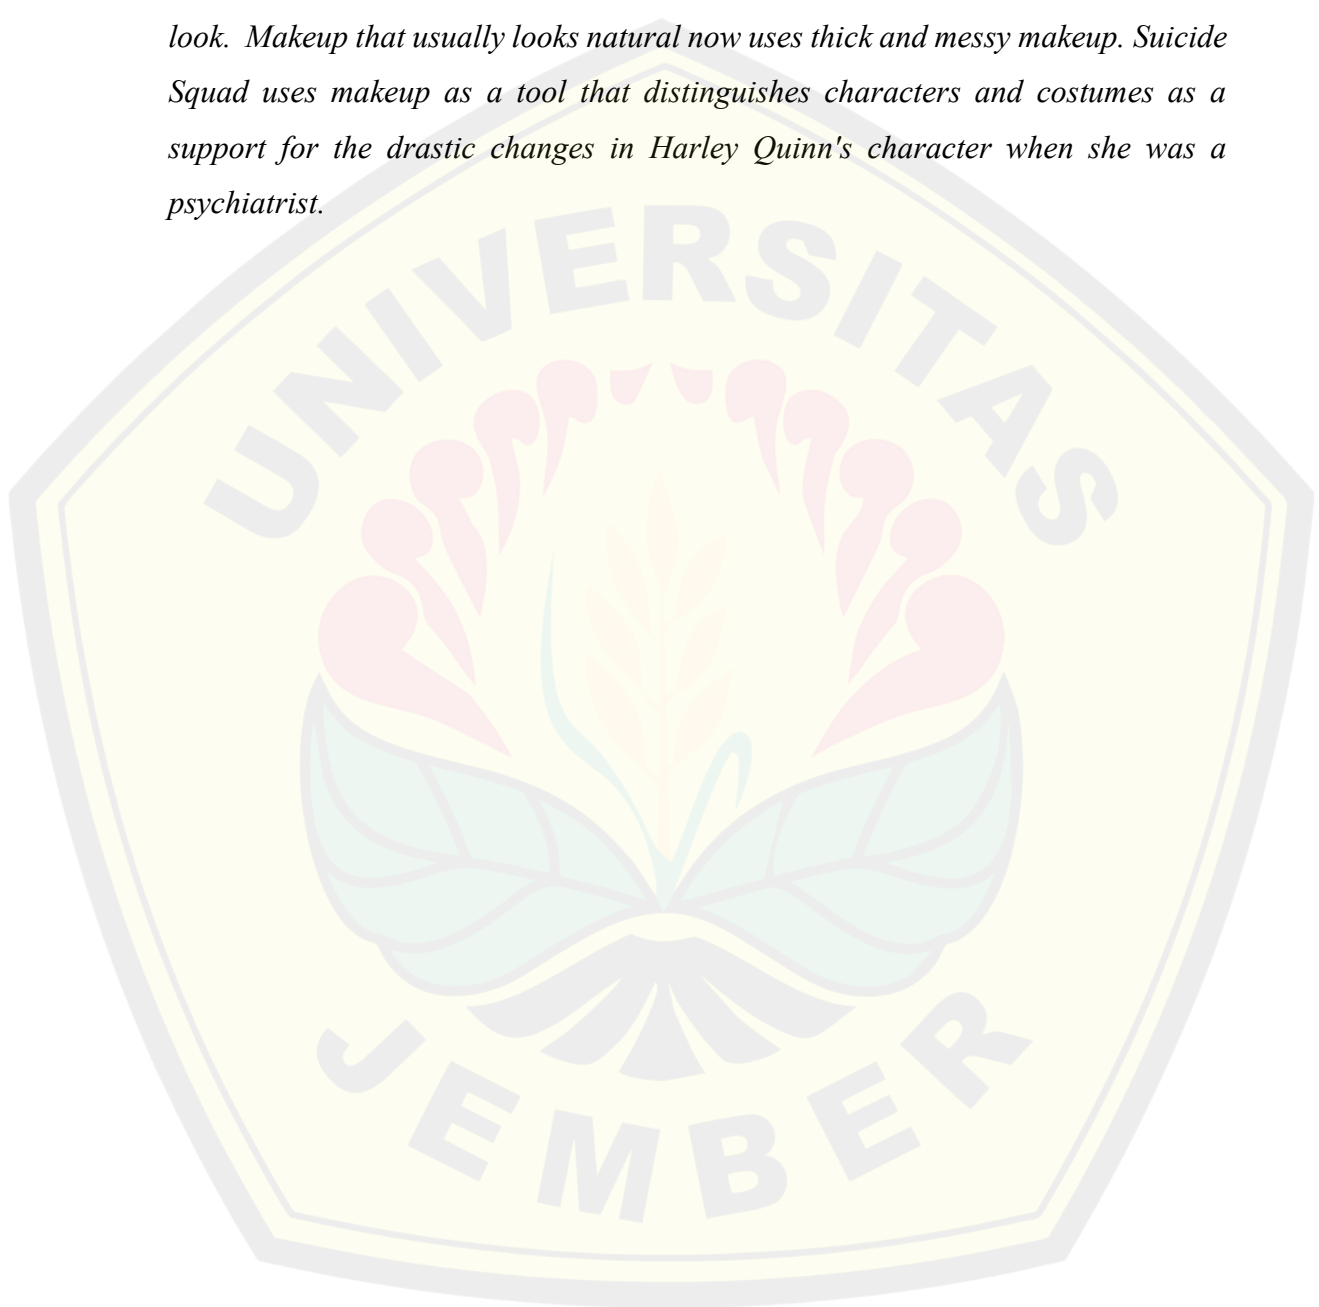 look. Makeup that usually looks natural now uses thick and messy makeup. Suicide
Squad uses makeup as a tool that distinguishes characters and costumes as a
support for the drastic changes in Harley Quinn's character when she was a
psychiatrist.
UNIVERSITAS
JEMBER